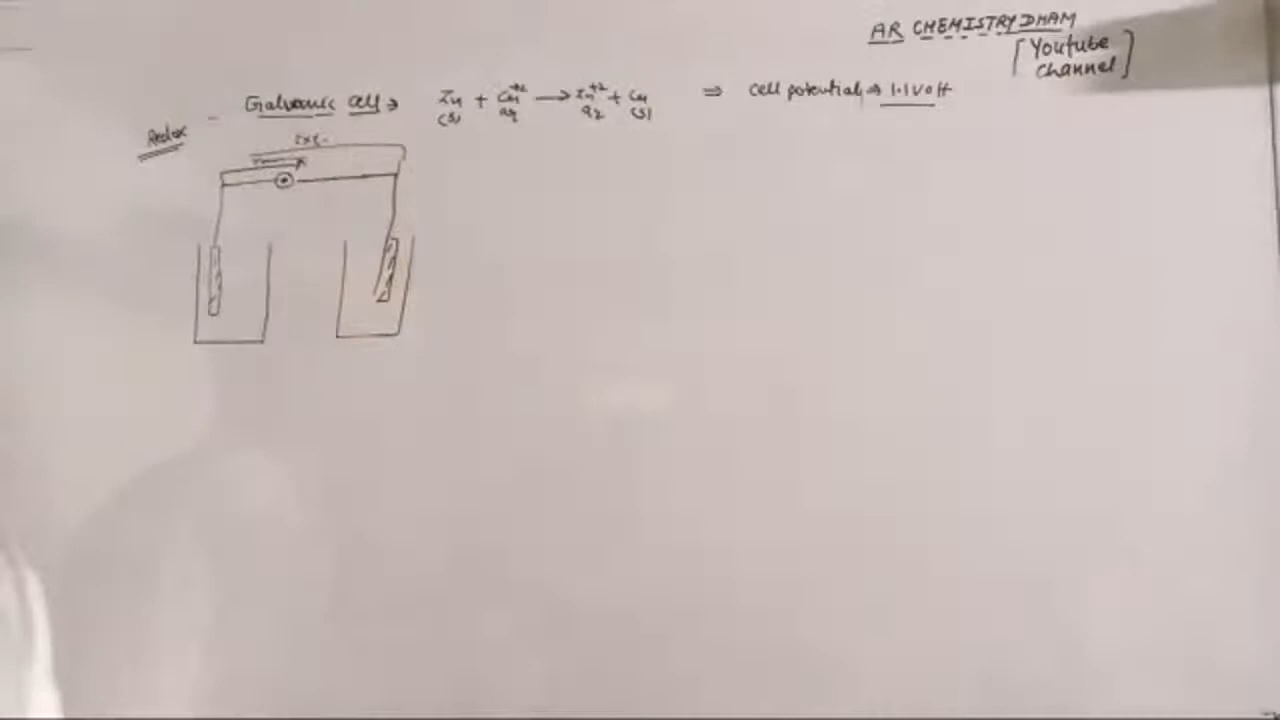 AR CHEMISTRY DHAM
[Youtube
channel]
Galvanic cell → Zn + Cu+2 → Zn+2 + Cu ⇒ cell potential → 1.1 Volt
(s) aq aq (s)
Redox